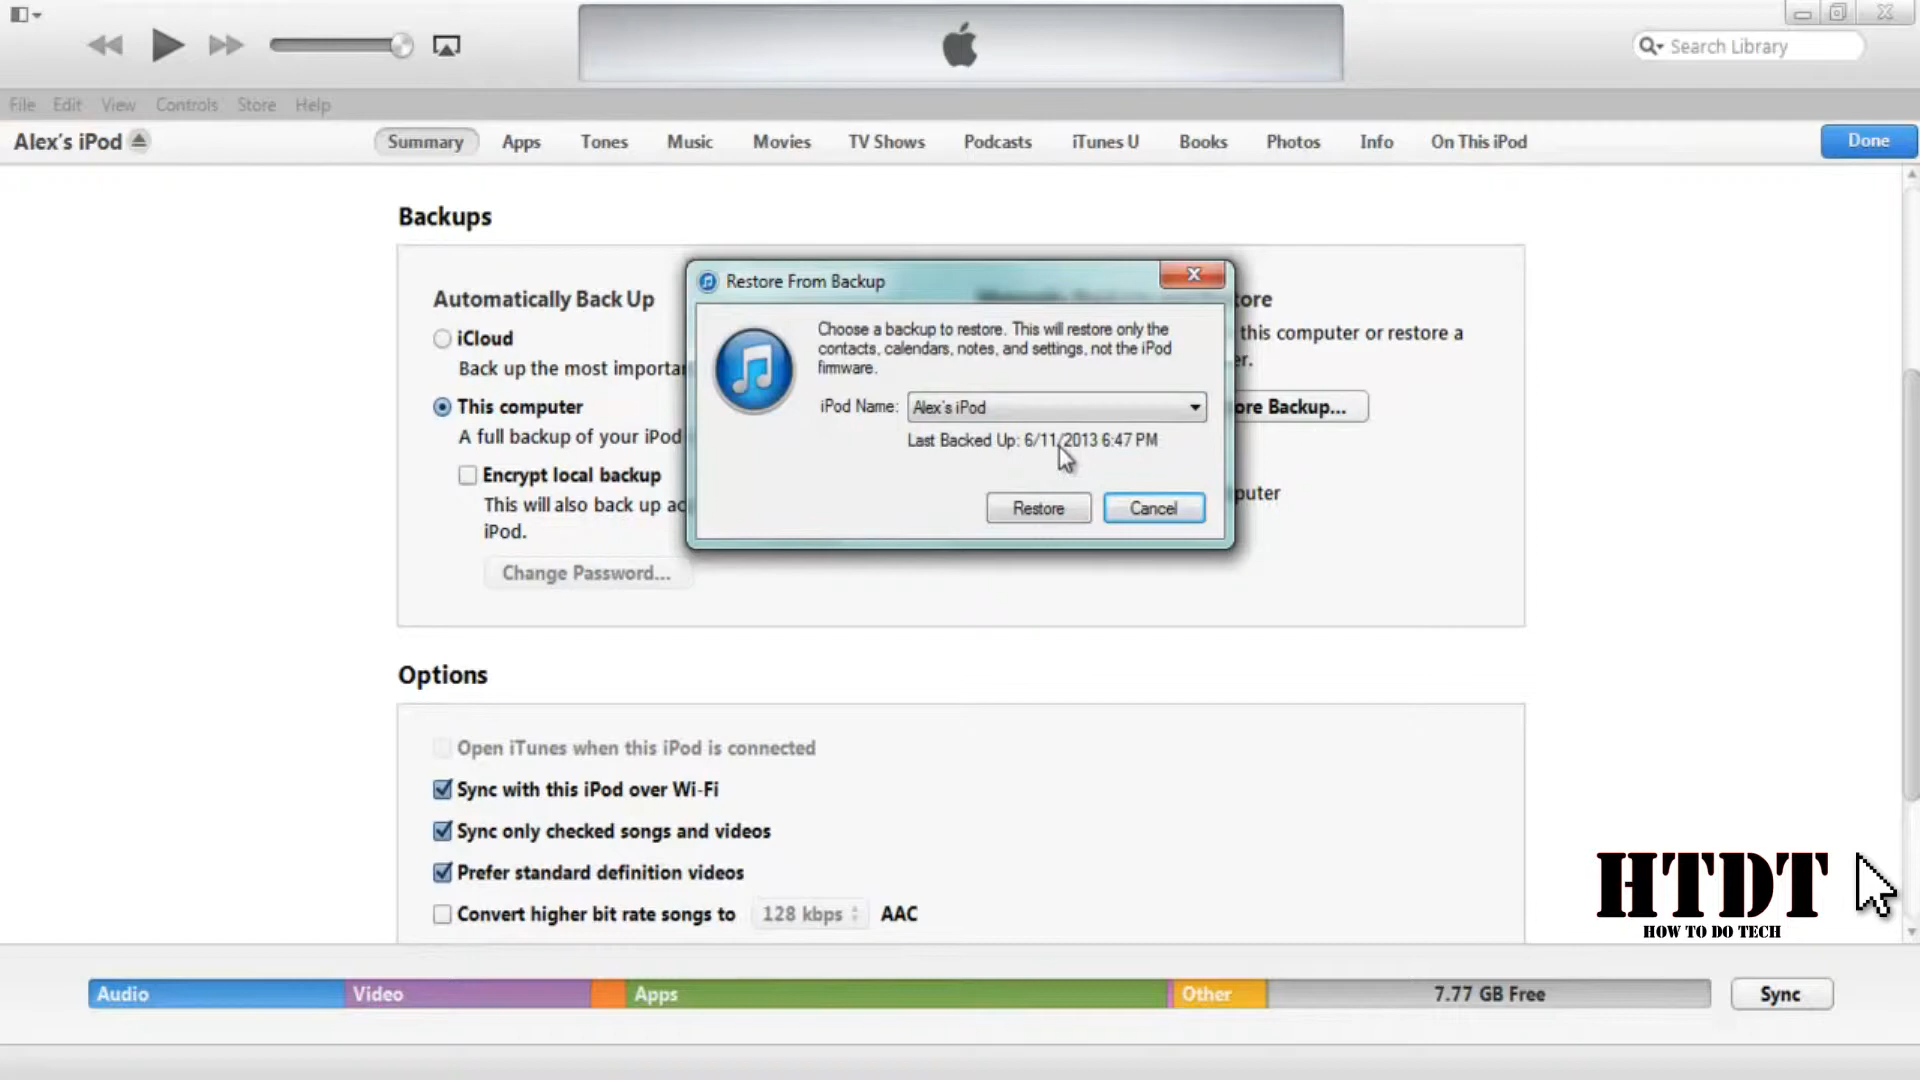 Search Library
File Edit View Controls Store Help
Alex's iPod Summary Apps Tones Music Movies TV Shows Podcasts iTunes U Books Photos Info On This iPod Done
Backups
Restore From Backup
Automatically Back Up
Choose a backup to restore. This will restore only the
contacts, calendars, notes, and settings, not the iPod
firmware.
iCloud
Back up the most
This computer
A full backup of your iPod
Encrypt local backup
This will also back up
iPod.
Change Password...
iPod Name: Alex's iPod
Last Backed Up: 6/11/2013 6:47 PM
Restore Cancel
this computer or restore a
Backup...
Options
Open iTunes when this iPod is connected
Sync with this iPod over Wi-Fi
Sync only checked songs and videos
Prefer standard definition videos
Convert higher bit rate songs to 128 kbps AAC
HTDT
HOW TO DO TECH
Audio Video Apps Other 7.77 GB Free Sync